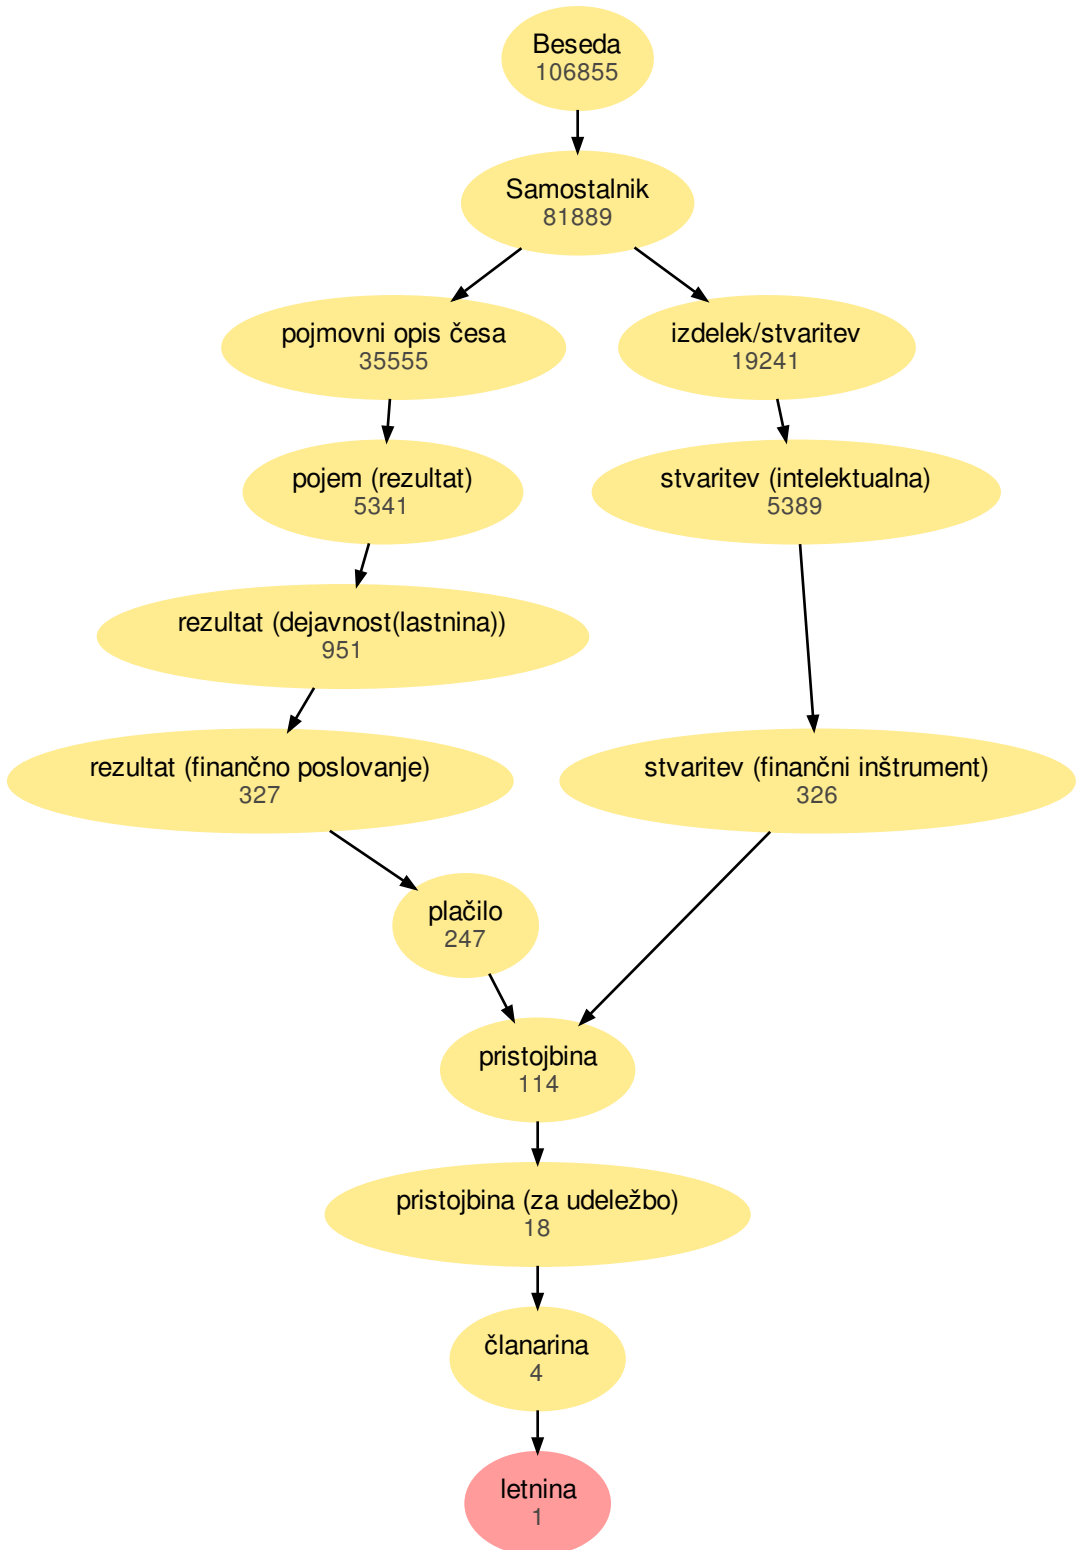 Beseda
106855
Samostalnik
81889
pojmovni opis česa
35555
izdelek/stvaritev
19241
pojem (rezultat)
5341
stvaritev (intelektualna)
5389
rezultat (dejavnost(lastnina))
951
rezultat (finančno poslovanje)
327
stvaritev (finančni inštrument)
326
plačilo
247
pristojbina
114
pristojbina (za udeležbo)
18
članarina
4
letnina
1